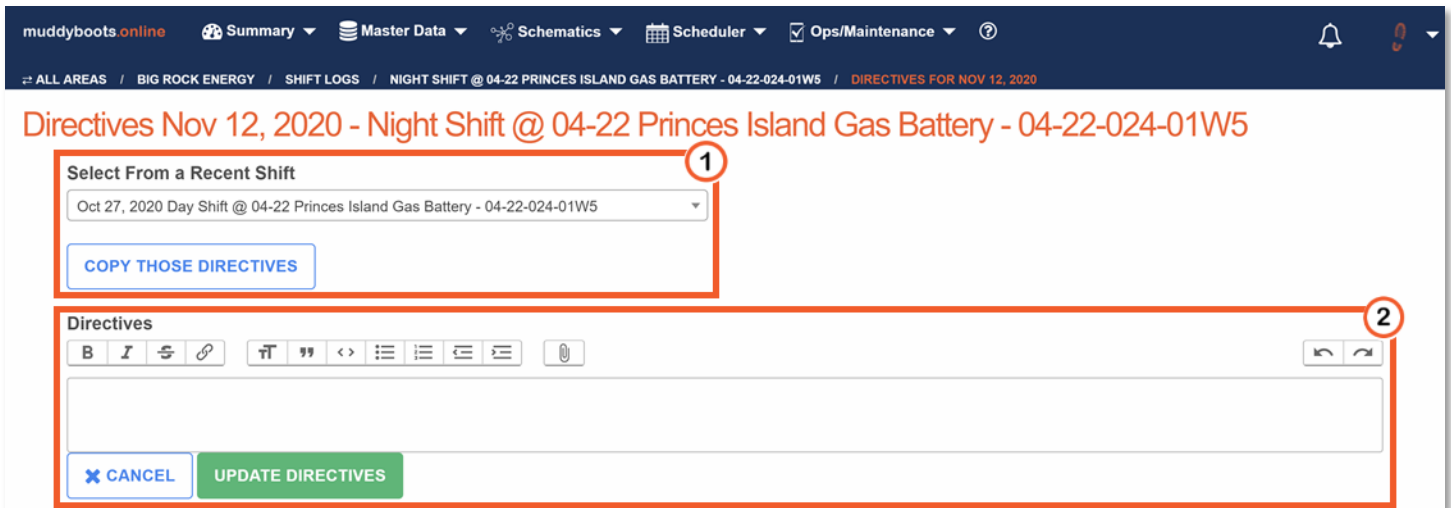 muddyboots.online Summary Master Data Schematics Scheduler Ops/Maintenance ?
ALL AREAS / BIG ROCK ENERGY / SHIFT LOGS / NIGHT SHIFT @ 04-22 PRINCES ISLAND GAS BATTERY - 04-22-024-01W5 / DIRECTIVES FOR NOV 12, 2020
Directives Nov 12, 2020 - Night Shift @ 04-22 Princes Island Gas Battery - 04-22-024-01W5
1
Select From a Recent Shift
Oct 27, 2020 Day Shift @ 04-22 Princes Island Gas Battery - 04-22-024-01W5
COPY THOSE DIRECTIVES
2
Directives
B I S
CANCEL UPDATE DIRECTIVES